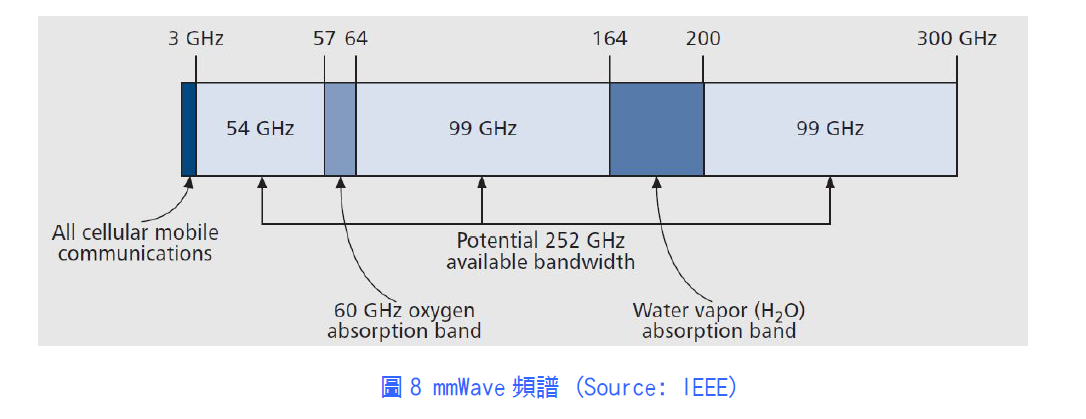 3 GHz 57 64 164 200 300 GHz
54 GHz 99 GHz 99 GHz
All cellular mobile
communications
Potential 252 GHz
available bandwidth
60 GHz oxygen
absorption band
Water vapor (H₂O)
absorption band
圖 8 mmWave 頻譜 (Source: IEEE)